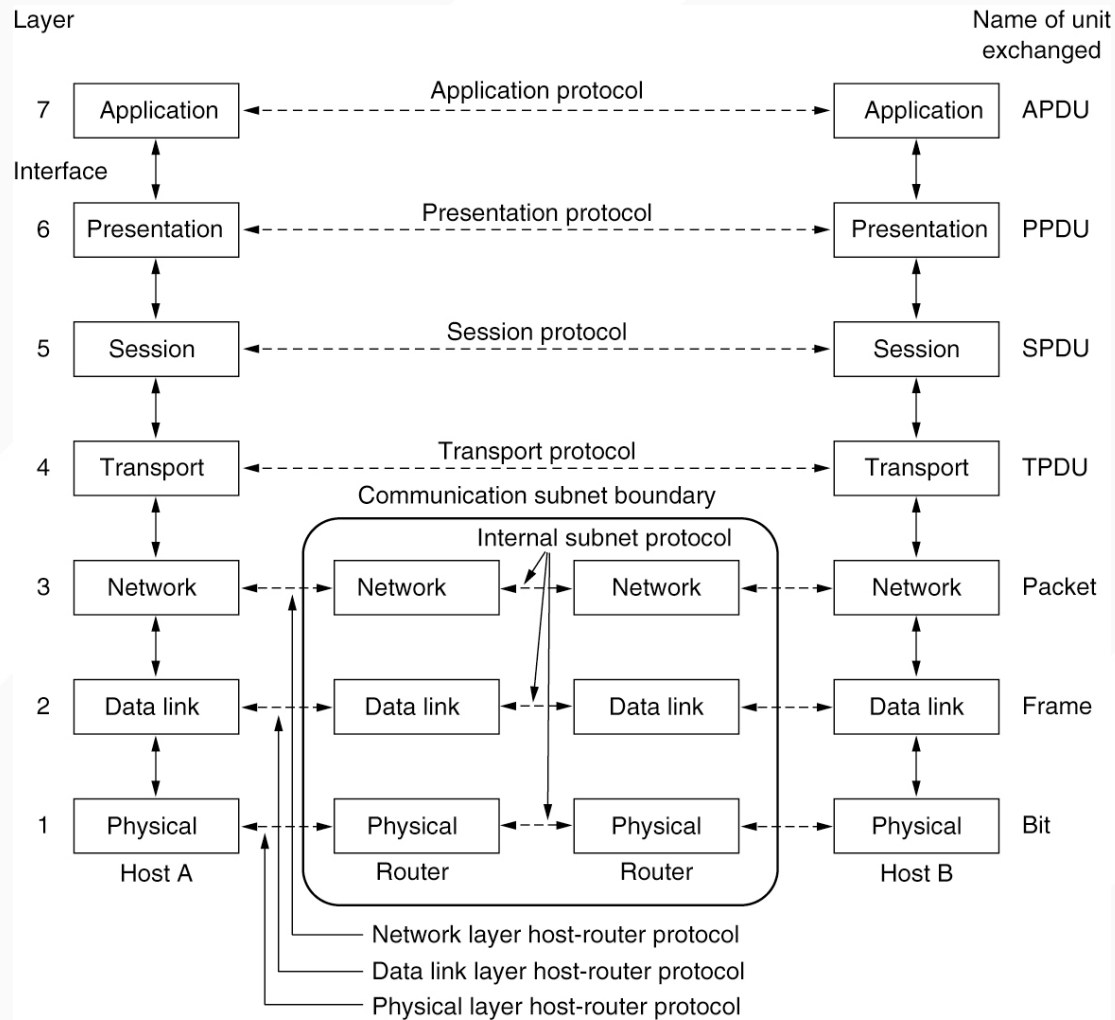 Layer
Name of unit
exchanged
Application protocol
7 Application Application APDU
Interface
Presentation protocol
6 Presentation Presentation PPDU
Session protocol
5 Session Session SPDU
Transport protocol
4 Transport Transport TPDU
Communication subnet boundary
Internal subnet protocol
3 Network Network Network Network Packet
2 Data link Data link Data link Data link Frame
1 Physical Physical Physical Physical Bit
Host A Router Router Host B
Network layer host-router protocol
Data link layer host-router protocol
Physical layer host-router protocol